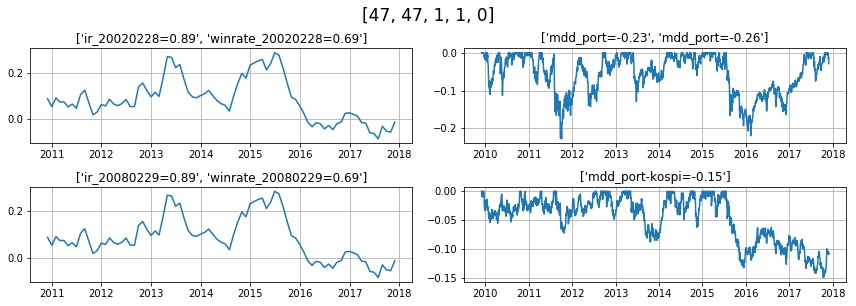 [47, 47, 1, 1, 0]
['ir_20020228=0.89', 'winrate_20020228=0.69']
0.2
0.0
2011 2012 2013 2014 2015 2016 2017 2018
['mdd_port=-0.23', 'mdd_port=-0.26']
0.0
−0.1
−0.2
2010 2011 2012 2013 2014 2015 2016 2017 2018
['ir_20080229=0.89', 'winrate_20080229=0.69']
0.2
0.0
2011 2012 2013 2014 2015 2016 2017 2018
['mdd_port-kospi=-0.15']
0.00
−0.05
−0.10
−0.15
2010 2011 2012 2013 2014 2015 2016 2017 2018